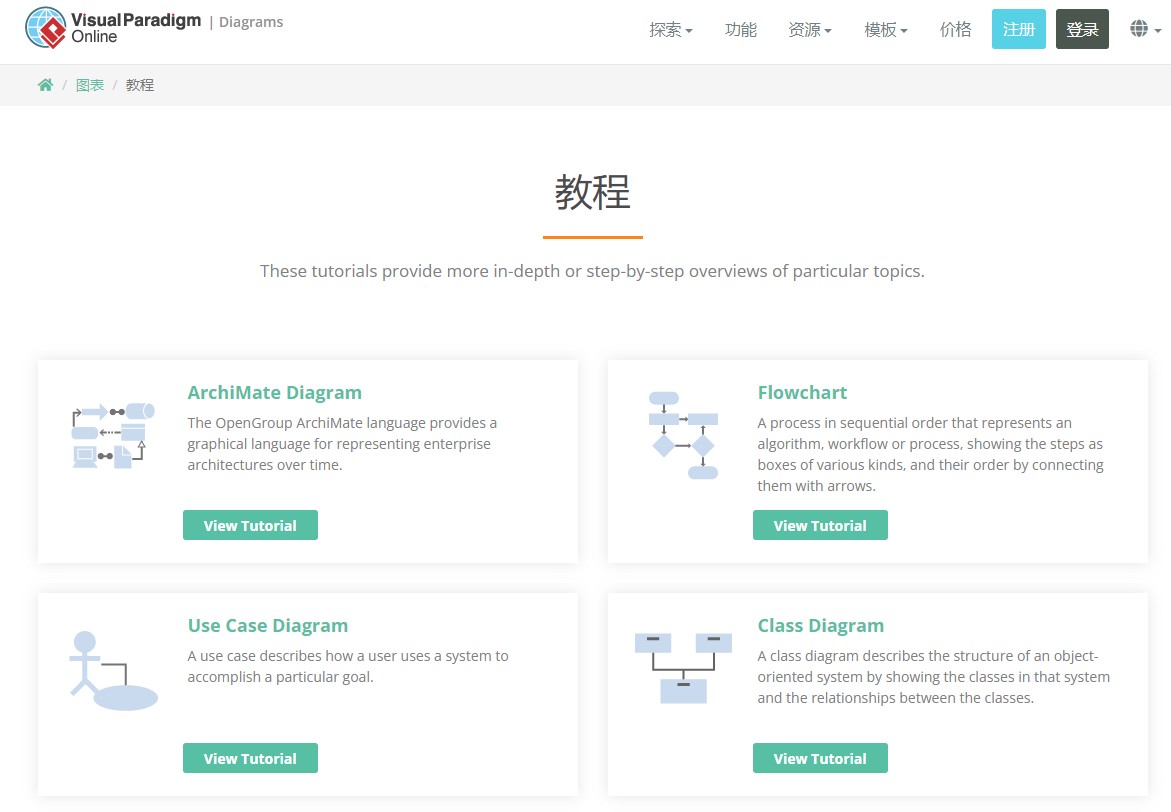 Visual Paradigm Online | Diagrams
探索 功能 资源 模板 价格 注册 登录
/ 图表 / 教程
教程
These tutorials provide more in-depth or step-by-step overviews of particular topics.
ArchiMate Diagram
The OpenGroup ArchiMate language provides a
graphical language for representing enterprise
architectures over time.
View Tutorial
Flowchart
A process in sequential order that represents an
algorithm, workflow or process, showing the steps as
boxes of various kinds, and their order by connecting
them with arrows.
View Tutorial
Use Case Diagram
A use case describes how a user uses a system to
accomplish a particular goal.
View Tutorial
Class Diagram
A class diagram describes the structure of an object-
oriented system by showing the classes in that system
and the relationships between the classes.
View Tutorial